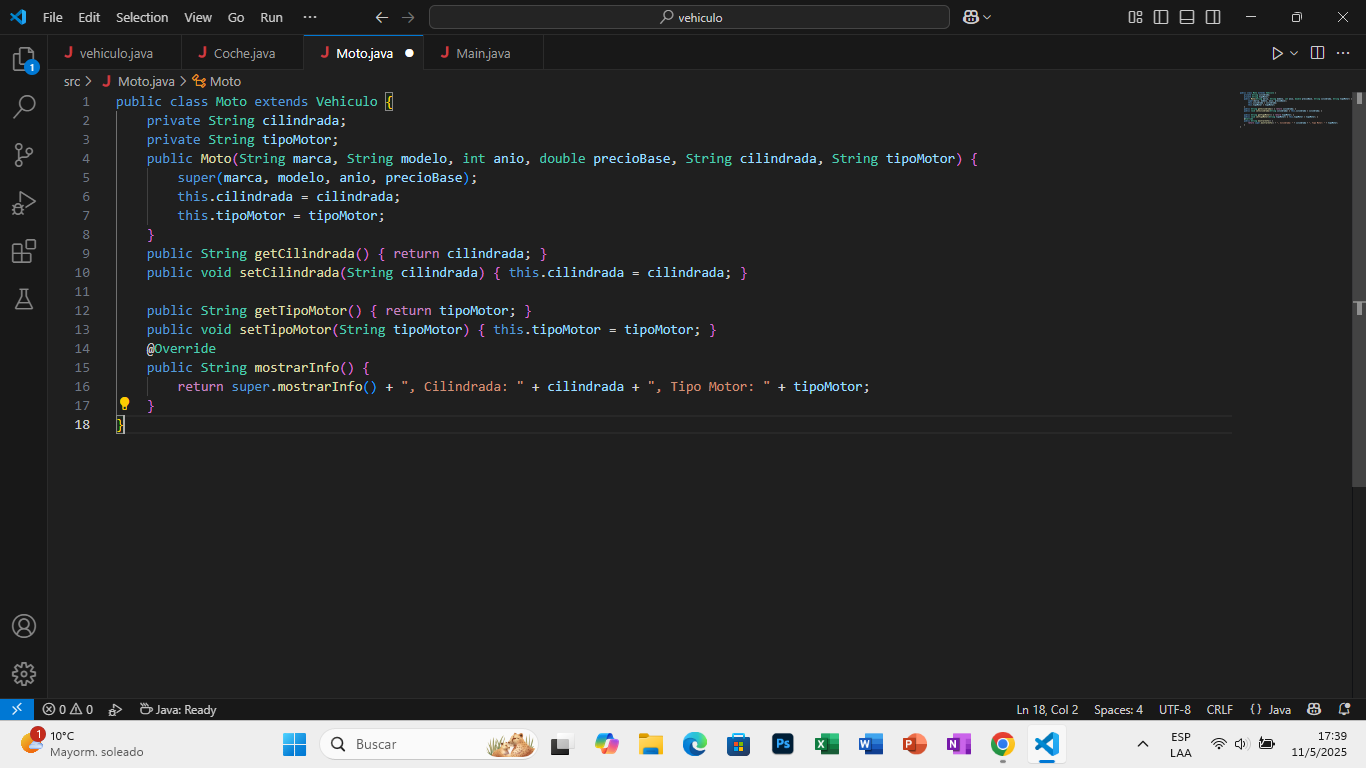 File Edit Selection View Go Run ··· vehiculo
vehiculo.java Coche.java Moto.java Main.java
src > Moto.java > Moto
1 public class Moto extends Vehiculo {
2 private String cilindrada;
3 private String tipoMotor;
4 public Moto(String marca, String modelo, int anio, double precioBase, String cilindrada, String tipoMotor) {
5 super(marca, modelo, anio, precioBase);
6 this.cilindrada = cilindrada;
7 this.tipoMotor = tipoMotor;
8 }
9 public String getCilindrada() { return cilindrada; }
10 public void setCilindrada(String cilindrada) { this.cilindrada = cilindrada; }
11
12 public String getTipoMotor() { return tipoMotor; }
13 public void setTipoMotor(String tipoMotor) { this.tipoMotor = tipoMotor; }
14 @Override
15 public String mostrarInfo() {
16 return super.mostrarInfo() + ", Cilindrada: " + cilindrada + ", Tipo Motor: " + tipoMotor;
17 }
18 }
0 0 Java: Ready Ln 18, Col 2 Spaces: 4 UTF-8 CRLF {} Java
10°C
Mayorm. soleado
Buscar
ESP
LAA
17:39
11/5/2025